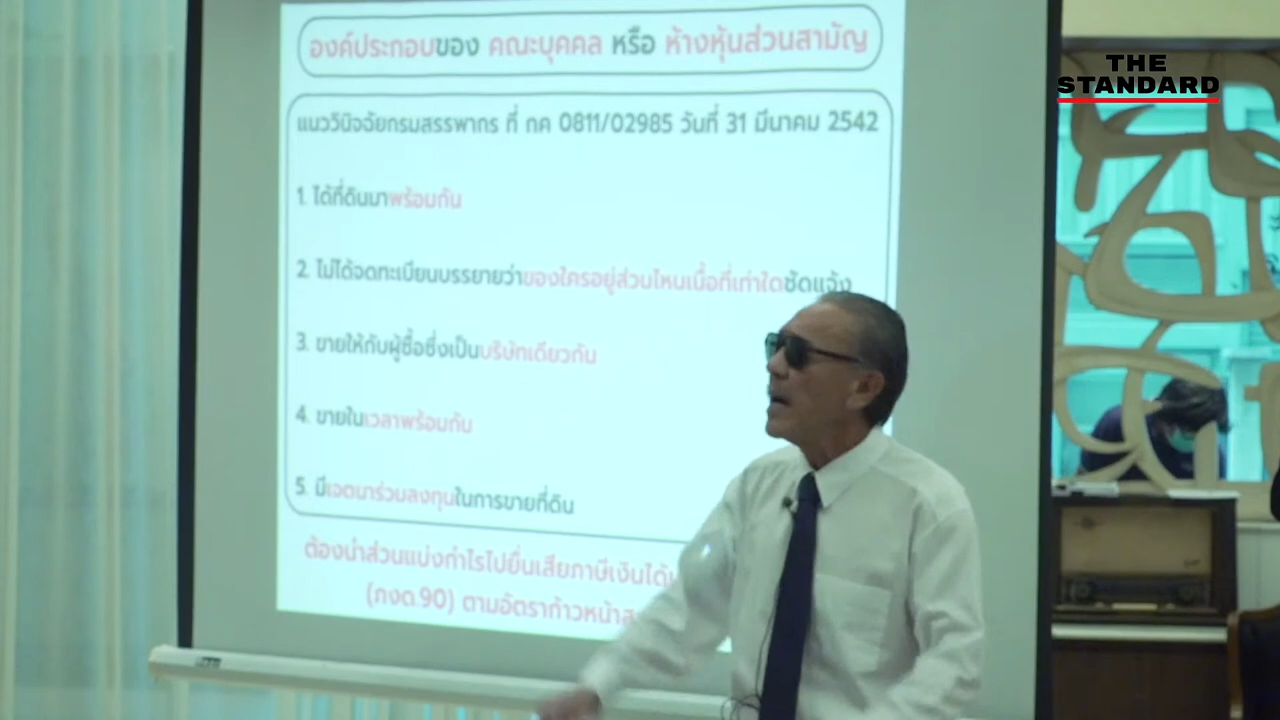 องค์ประกอบของ คณะบุคคล หรือ ห้างหุ้นส่วนสามัญ
THE
STANDARD
แนววินิจฉัยกรมสรรพากร ที่ กค 0811/02985 วันที่ 31 มีนาคม 2542
1. ได้ที่ดินมาพร้อมกัน
2. ไม่ได้จดทะเบียนบรรยายว่าของใครอยู่ส่วนไหนเนื้อที่เท่าใดชัดแจ้ง
3. ขายให้กับผู้ซื้อซึ่งเป็นบริษัทเดียวกัน
4. ขายในเวลาพร้อมกัน
5. มีเจตนาร่วมลงทุนในการขายที่ดิน
ต้องนำส่วนแบ่งกำไรไปยื่นเสียภาษีเงินได้
(ภงด.90) ตามอัตราก้าวหน้า